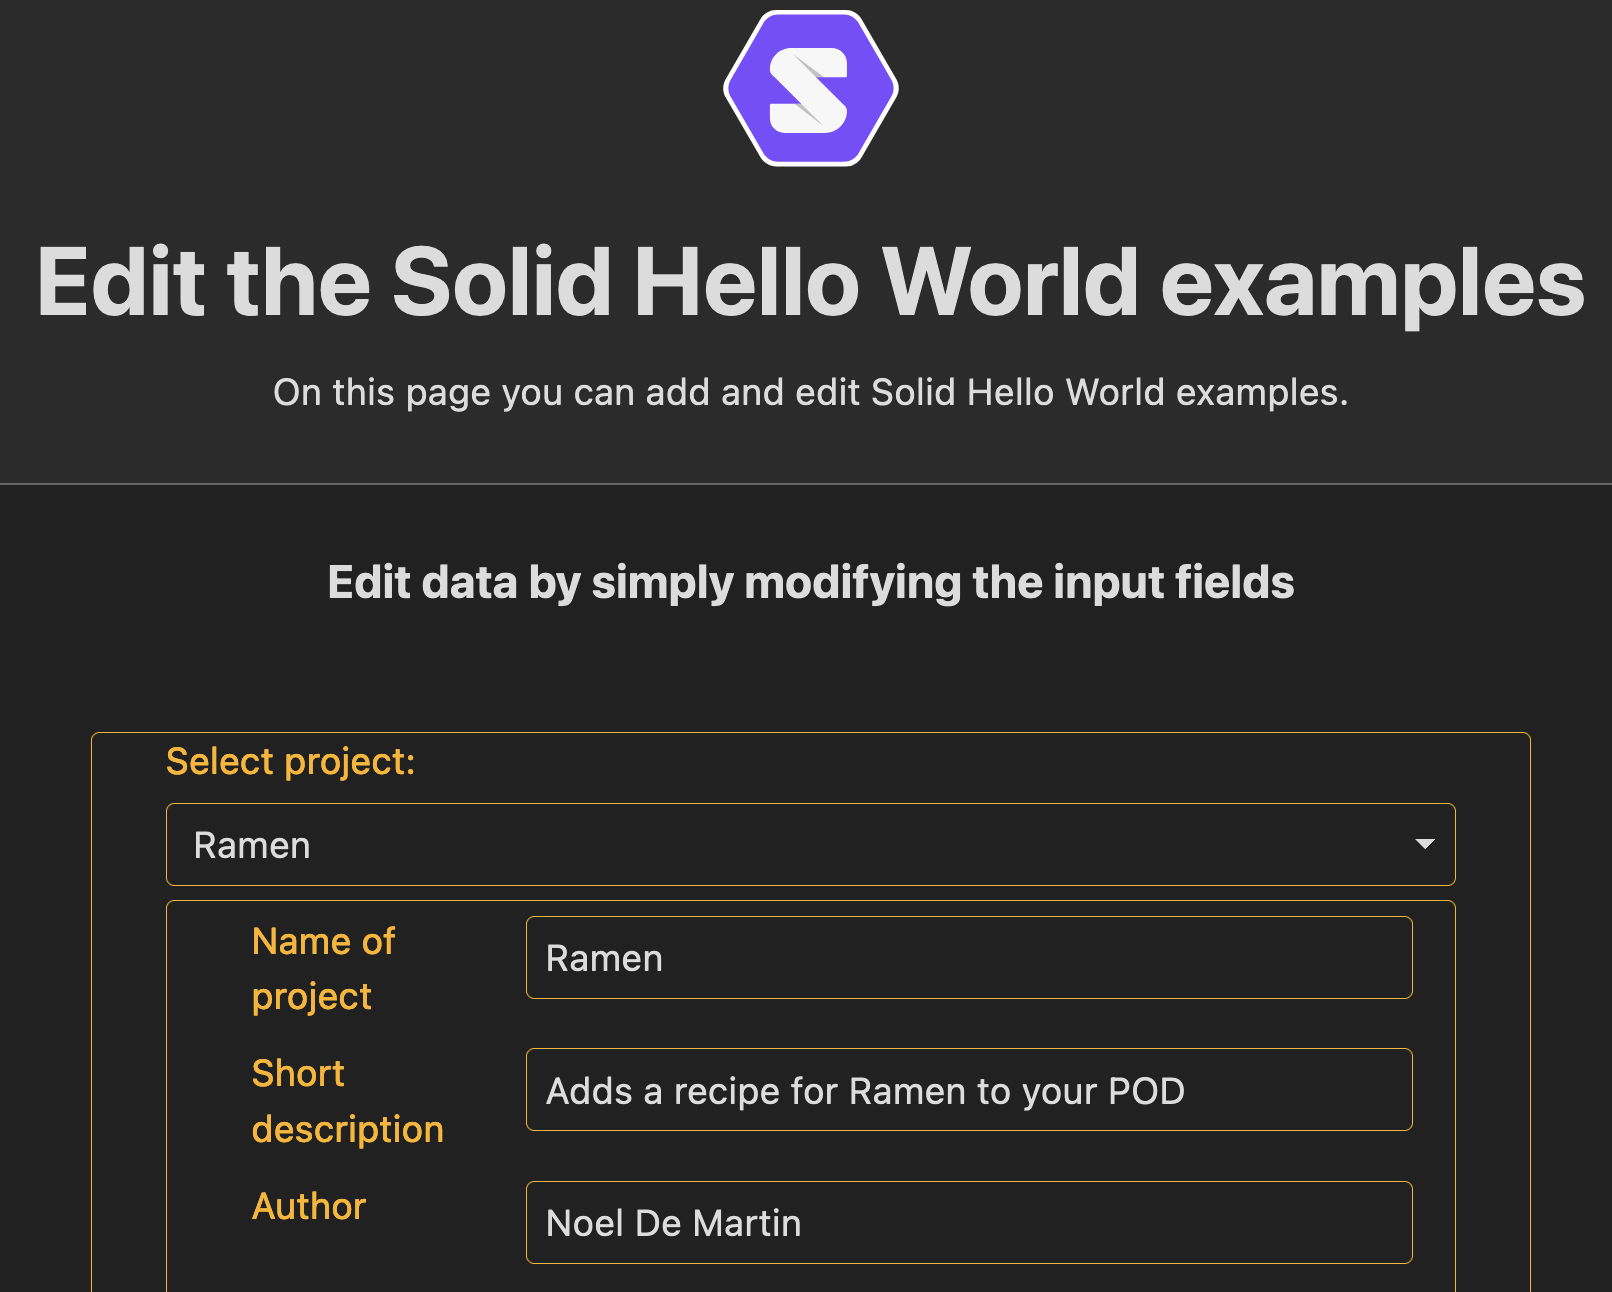 Edit the Solid Hello World examples
On this page you can add and edit Solid Hello World examples.
Edit data by simply modifying the input fields
Select project:
Ramen
Name of
project
Ramen
Short
description
Adds a recipe for Ramen to your POD
Author
Noel De Martin